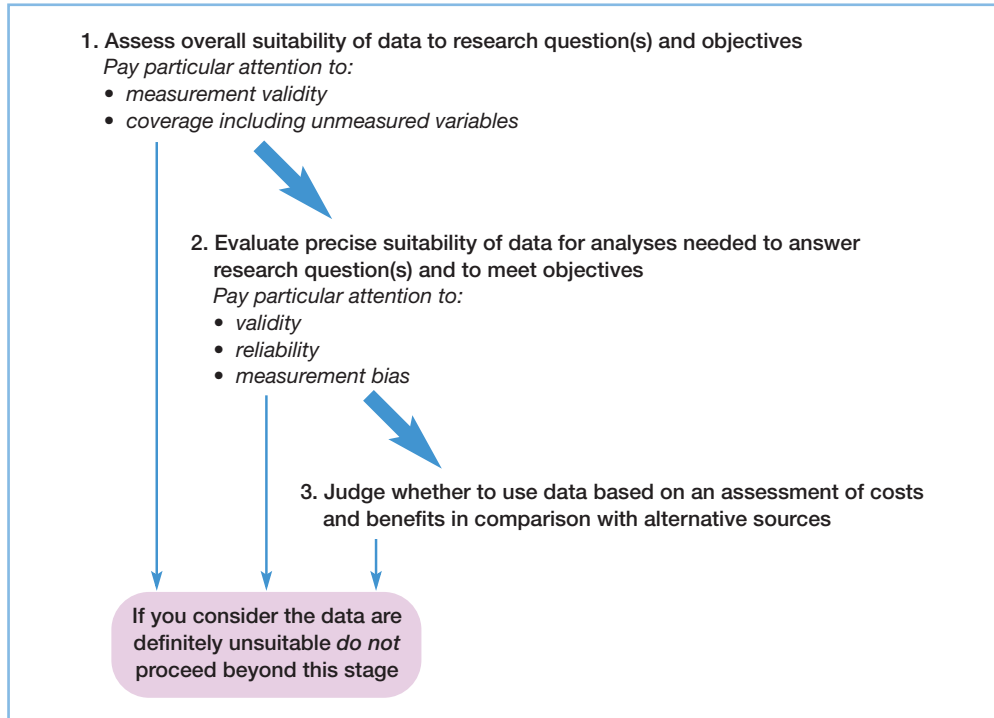 1. Assess overall suitability of data to research question(s) and objectives
Pay particular attention to:
• measurement validity
• coverage including unmeasured variables
2. Evaluate precise suitability of data for analyses needed to answer
research question(s) and to meet objectives
Pay particular attention to:
• validity
• reliability
• measurement bias
3. Judge whether to use data based on an assessment of costs
and benefits in comparison with alternative sources
If you consider the data are
definitely unsuitable do not
proceed beyond this stage